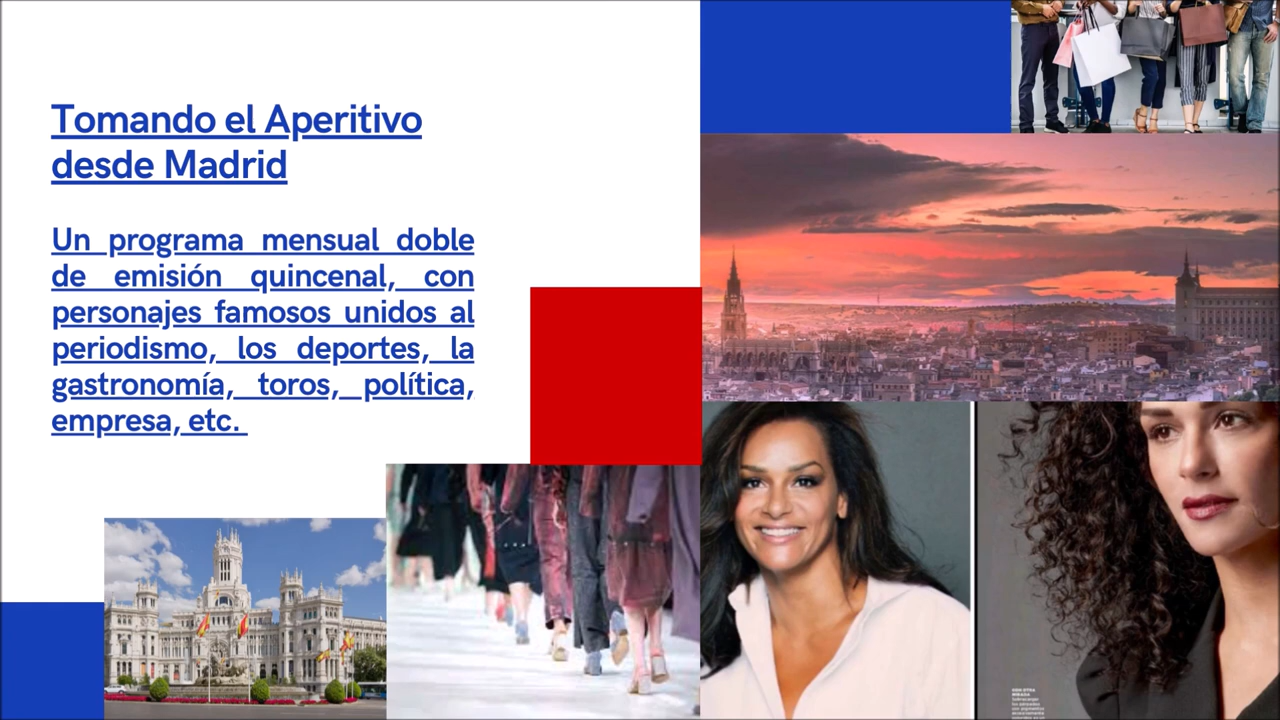 Tomando el Aperitivo
desde Madrid
Un programa mensual doble
de emisión quincenal, con
personajes famosos unidos al
periodismo, los deportes, la
gastronomía, toros, política,
empresa, etc.